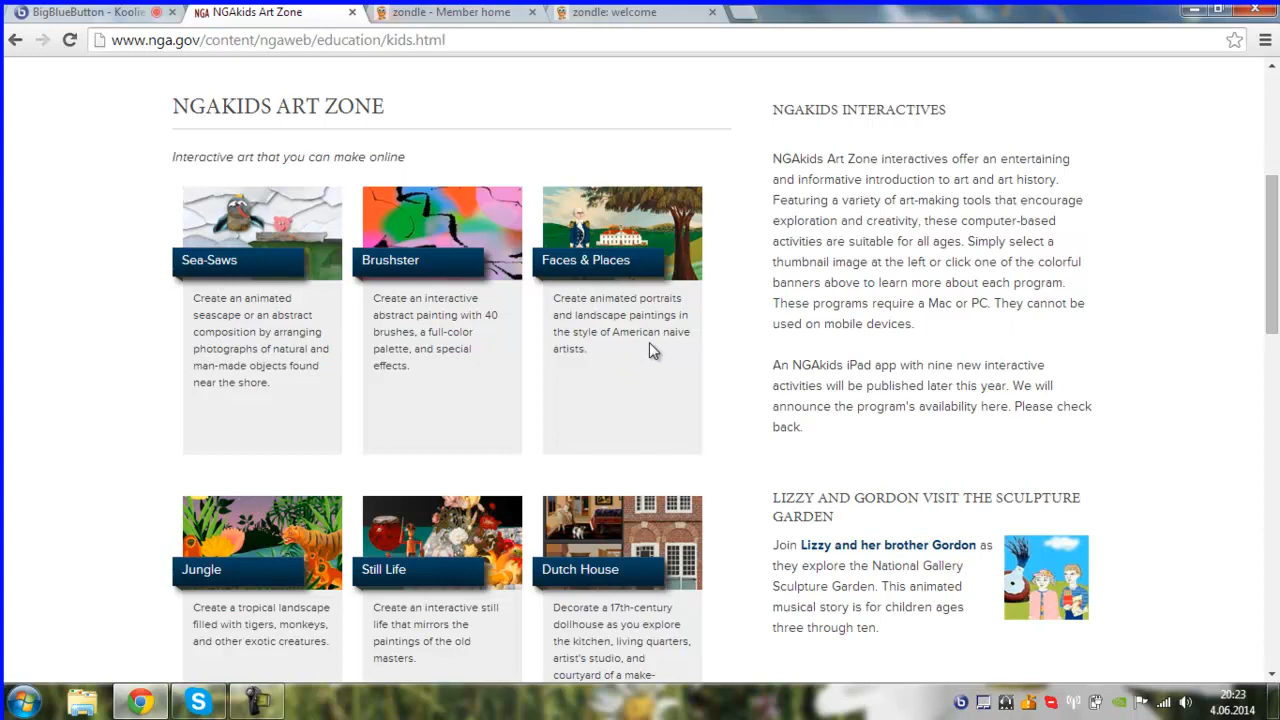 BigBlueButton - Koolie
NGA NGAkids Art Zone
zondle - Member home
zondle: welcome
www.nga.gov/content/ngaweb/education/kids.html
NGAKIDS ART ZONE
Interactive art that you can make online
Sea-Saws
Create an animated
seascape or an abstract
composition by arranging
photographs of natural and
man-made objects found
near the shore.
Brushster
Create an interactive
abstract painting with 40
brushes, a full-color
palette, and special
effects.
Faces & Places
Create animated portraits
and landscape paintings in
the style of American naive
artists.
Jungle
Create a tropical landscape
filled with tigers, monkeys,
and other exotic creatures.
Still Life
Create an interactive still
life that mirrors the
paintings of the old
masters.
Dutch House
Decorate a 17th-century
dollhouse as you explore
the kitchen, living quarters,
artist's studio, and
courtyard of a make-
NGAKIDS INTERACTIVES
NGAkids Art Zone interactives offer an entertaining
and informative introduction to art and art history.
Featuring a variety of art-making tools that encourage
exploration and creativity, these computer-based
activities are suitable for all ages. Simply select a
thumbnail image at the left or click one of the colorful
banners above to learn more about each program.
These programs require a Mac or PC. They cannot be
used on mobile devices.
An NGAkids iPad app with nine new interactive
activities will be published later this year. We will
announce the program's availability here. Please check
back.
LIZZY AND GORDON VISIT THE SCULPTURE
GARDEN
Join Lizzy and her brother Gordon as
they explore the National Gallery
Sculpture Garden. This animated
musical story is for children ages
three through ten.
20:23
4.06.2014